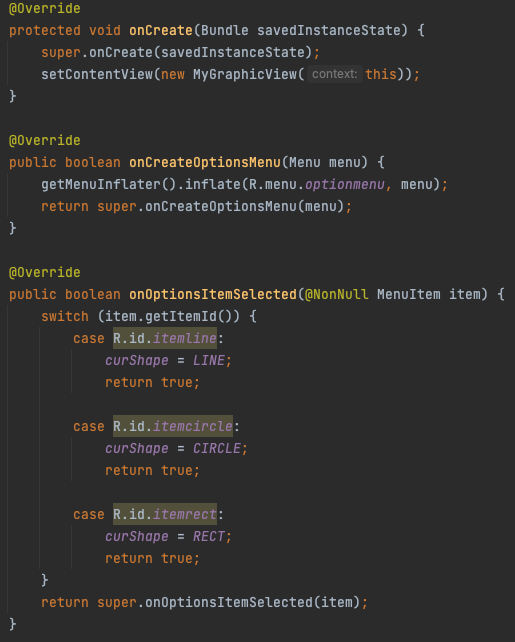 @Override
protected void onCreate(Bundle savedInstanceState) {
    super.onCreate(savedInstanceState);
    setContentView(new MyGraphicView( context: this));
}

@Override
public boolean onCreateOptionsMenu(Menu menu) {
    getMenuInflater().inflate(R.menu.optionmenu, menu);
    return super.onCreateOptionsMenu(menu);
}

@Override
public boolean onOptionsItemSelected(@NonNull MenuItem item) {
    switch (item.getItemId()) {
        case R.id.itemline:
            curShape = LINE;
            return true;

        case R.id.itemcircle:
            curShape = CIRCLE;
            return true;

        case R.id.itemrect:
            curShape = RECT;
            return true;
    }
    return super.onOptionsItemSelected(item);
}